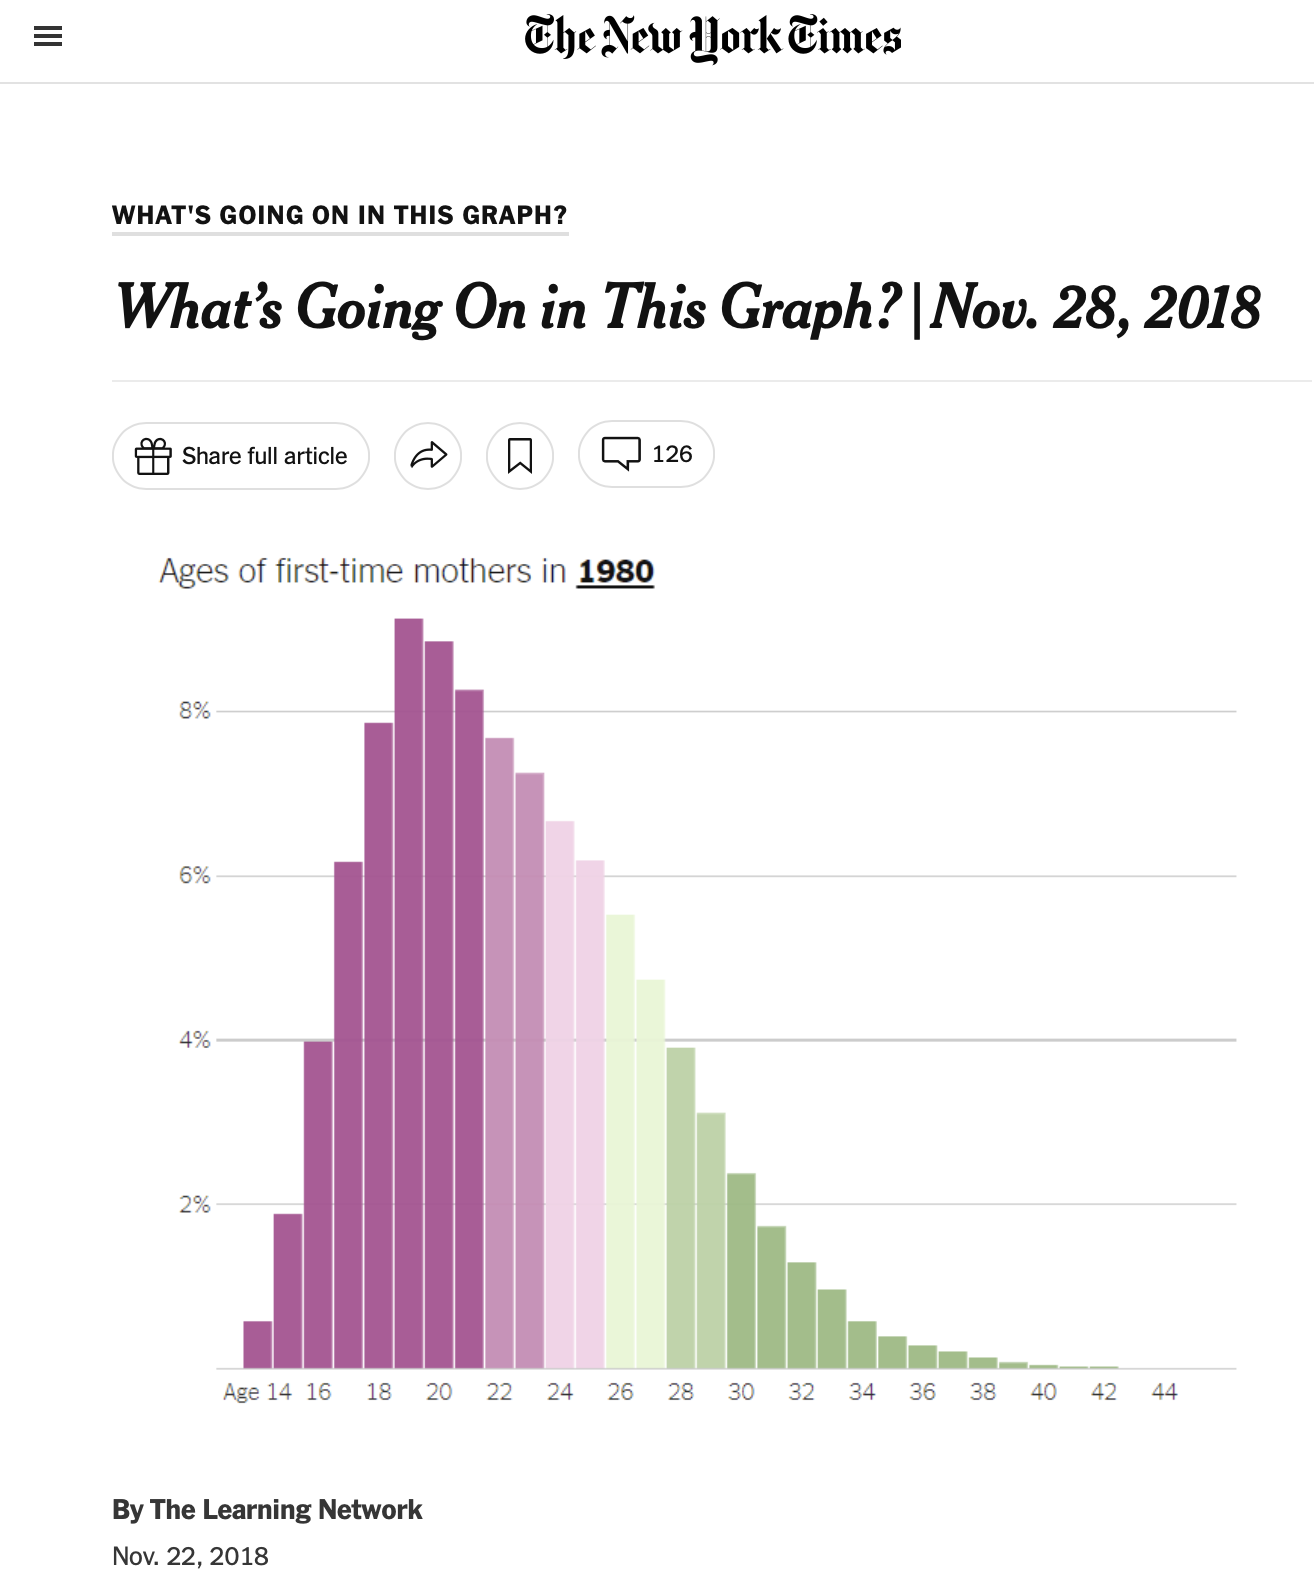 The New York Times
WHAT'S GOING ON IN THIS GRAPH?
What's Going On in This Graph? | Nov. 28, 2018
Share full article
126
Ages of first-time mothers in 1980
8%
6%
4%
2%
Age 14 16 18 20 22 24 26 28 30 32 34 36 38 40 42 44
By The Learning Network
Nov. 22, 2018